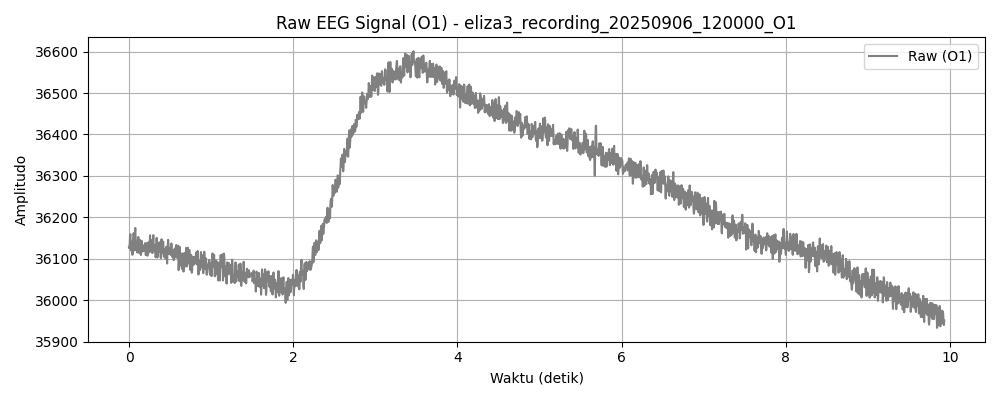 Raw EEG Signal (O1) - eliza3_recording_20250906_120000_O1
Raw (O1)
Amplitudo
36600
36500
36400
36300
36200
36100
36000
35900
0 2 4 6 8 10
Waktu (detik)